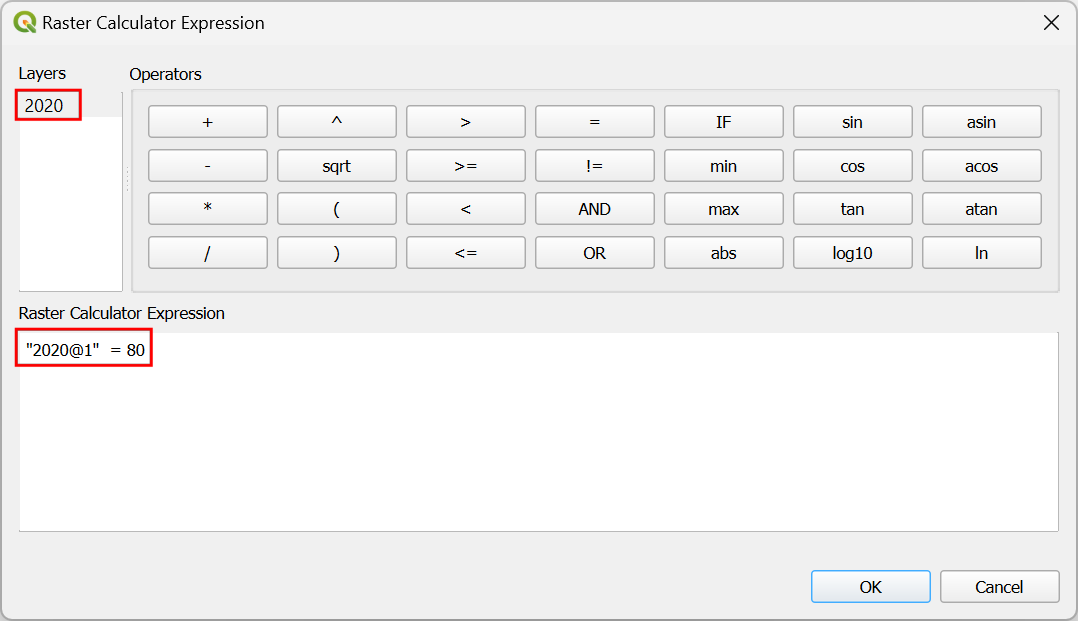 Raster Calculator Expression
Layers Operators
2020
+ ^ > = IF sin asin
- sqrt >= != min cos acos
* ( < AND max tan atan
/ ) <= OR abs log10 ln
Raster Calculator Expression
"2020@1" = 80
OK Cancel